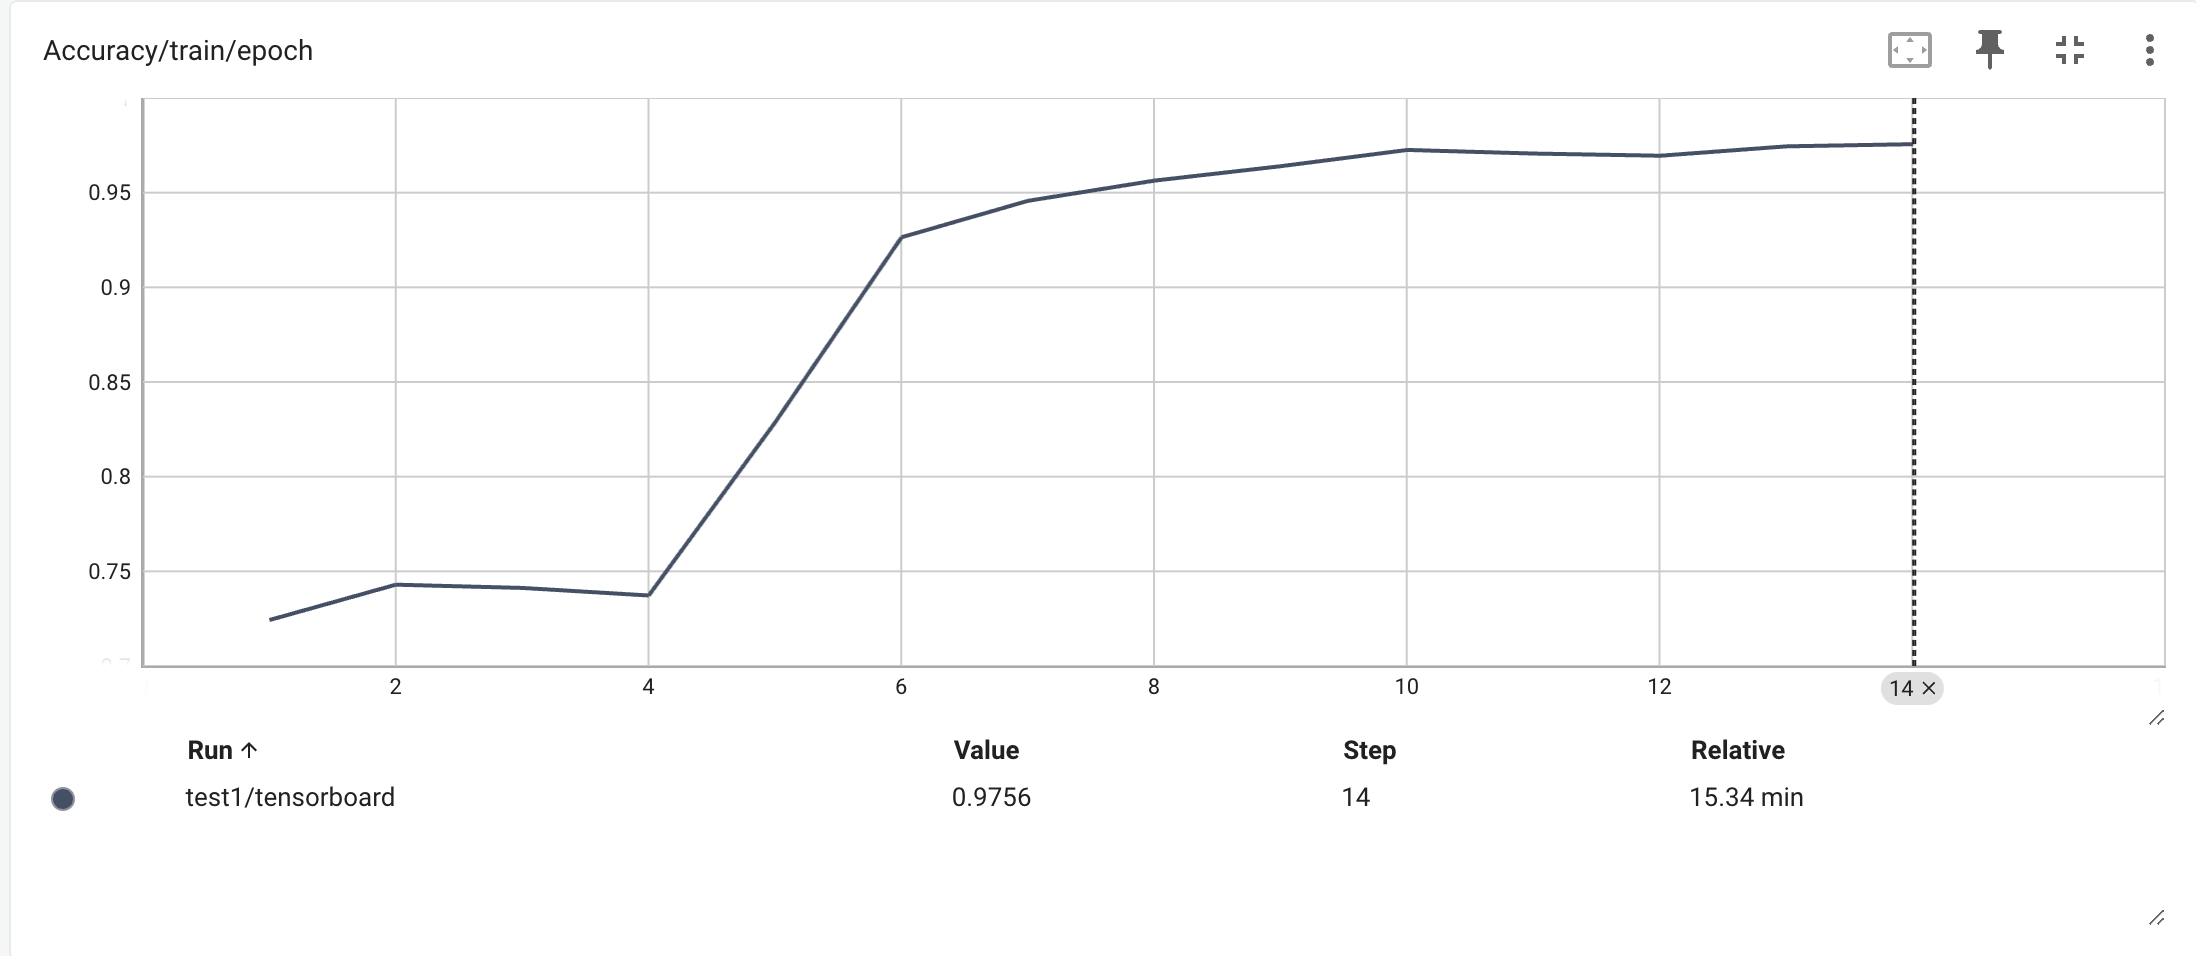 Accuracy/train/epoch
0.95
0.9
0.85
0.8
0.75
2 4 6 8 10 12 14 ×
Run ↑ Value Step Relative
test1/tensorboard 0.9756 14 15.34 min